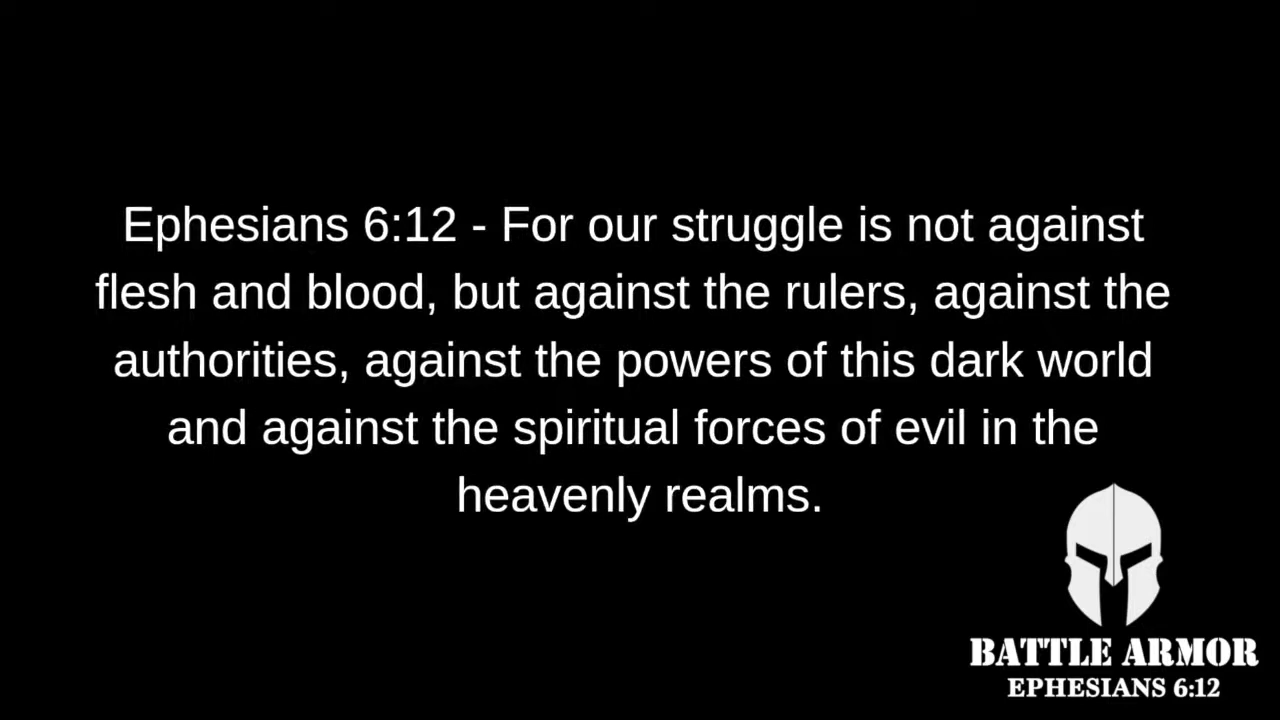 Ephesians 6:12 - For our struggle is not against
flesh and blood, but against the rulers, against the
authorities, against the powers of this dark world
and against the spiritual forces of evil in the
heavenly realms.
BATTLE ARMOR
EPHESIANS 6:12